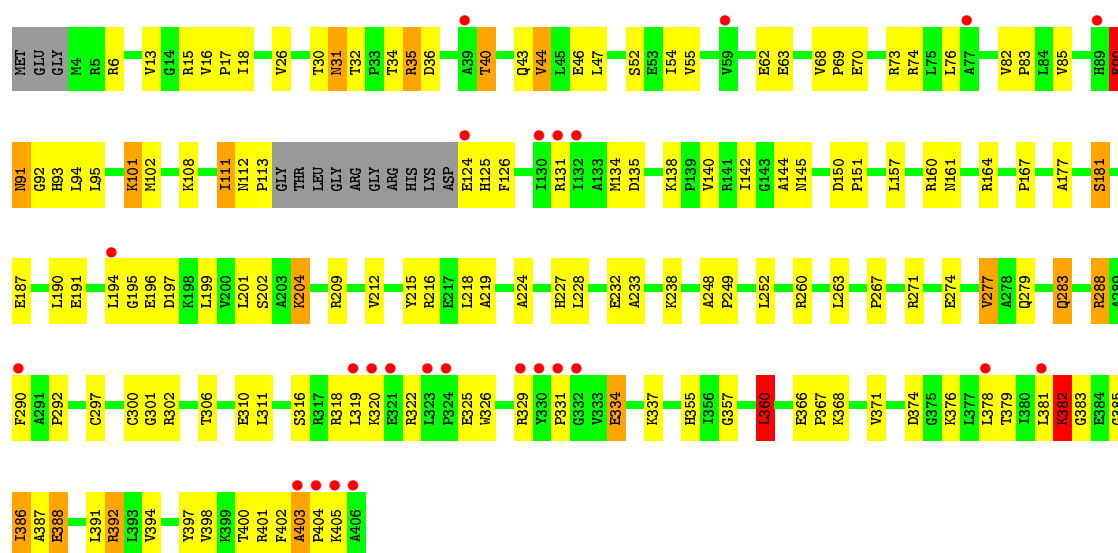 MET GLU GLY M4 R5 R6 V13 G14 R15 V16 P17 I18 V26 T30 N31 T32 P33 T34 R35 D36 A39 T40 Q43 V44 L45 E46 L47 S52 E53 I54 V55 V59 E62 E63 V68 P69 E70 R73 R74 L75 L76 A77 V82 P83 L84 V85 H89
N91 G92 H93 L94 L95 K101 M102 K108 I111 N112 P113 GLY THR LEU GLY ARG GLY ARG HIS LYS ASP E124 H125 F126 I130 R131 I132 A133 M134 D135 K138 P139 V140 R141 I142 G143 A144 N145 D150 P151 L157 R160 N161 R164 P167 A177 S181
E187 L190 E191 L194 G195 E196 D197 K198 L199 V200 L201 S202 A203 K204 R209 V212 Y215 R216 E217 L218 A219 A224 H227 L228 E232 A233 K238 A248 P249 L252 R260 L263 P267 R271 E274 V277 A278 Q279 Q283 R288
F290 A291 P292 C297 C300 G301 R302 T306 E310 L311 S316 R317 R318 L319 K320 E321 R322 L323 P324 E325 W326 R329 Y330 P331 G332 V333 E334 K337 H355 I356 G357 L360 E366 P367 K368 V371 D374 G375 K376 L377 L378 T379 I380 L381 K382 G383 E384
I386 A387 E388 L391 R392 L393 V394 Y397 V398 K399 T400 R401 F402 A403 P404 K405 A406